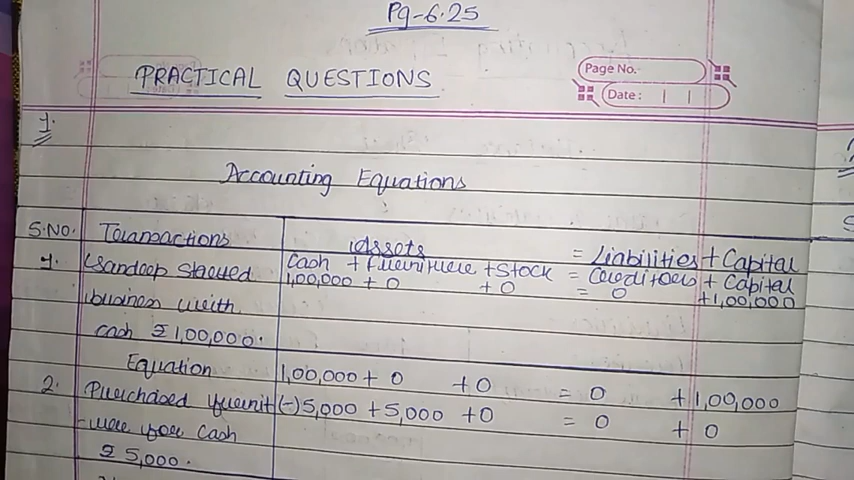 Pg-6.25
PRACTICAL QUESTIONS
Page No.
Date: | |
1.
Accounting Equations
S.NO. Transactions Assets = Liabilities + Capital
1. Sandeep Started Cash + Furniture + Stock = Creditors + Capital
business with 1,00,000 + 0 + 0 = 0 + 1,00,000
cash ₹ 1,00,000.
Equation 1,00,000 + 0 + 0 = 0 + 1,00,000
2. Purchased furnit (-) 5,000 + 5,000 + 0 = 0 + 0
-ure for cash
₹ 5,000.